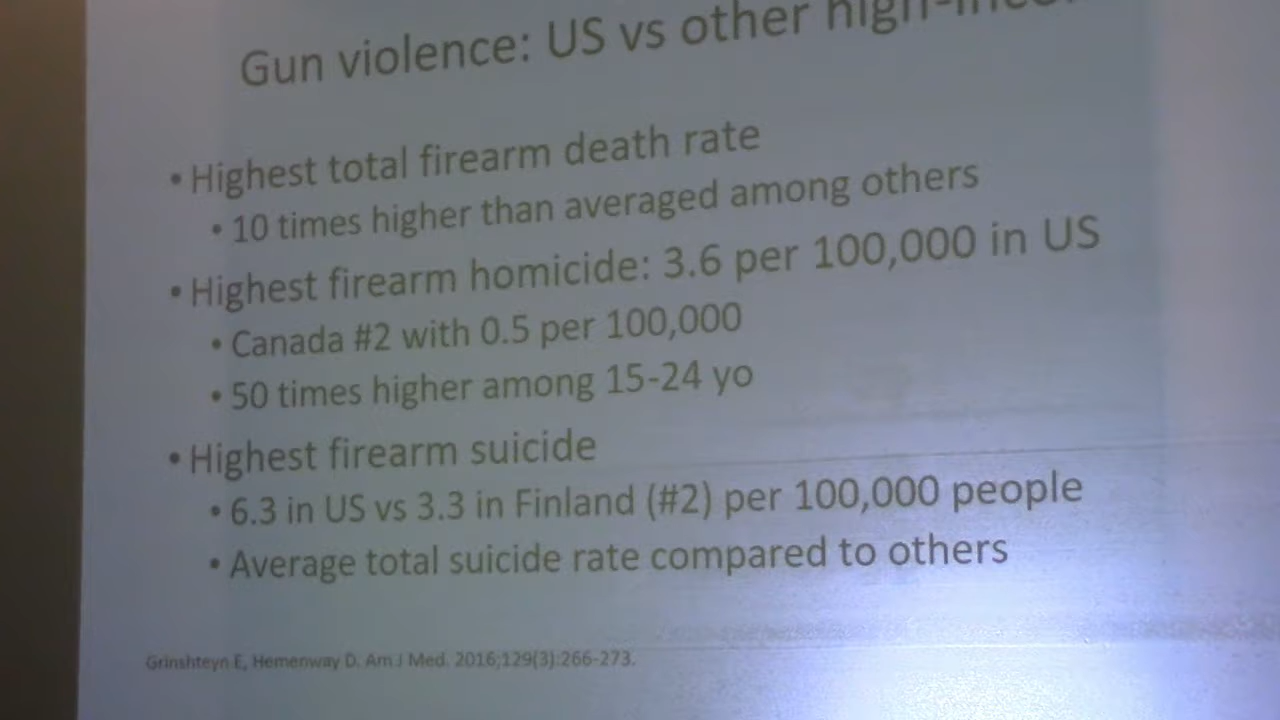 Gun violence: US vs other
• Highest total firearm death rate
• 10 times higher than averaged among others
• Highest firearm homicide: 3.6 per 100,000 in US
• Canada #2 with 0.5 per 100,000
• 50 times higher among 15-24 yo
• Highest firearm suicide
• 6.3 in US vs 3.3 in Finland (#2) per 100,000 people
• Average total suicide rate compared to others
Grinshteyn E, Hemenway D. Am J Med. 2016;129(3):266-273.